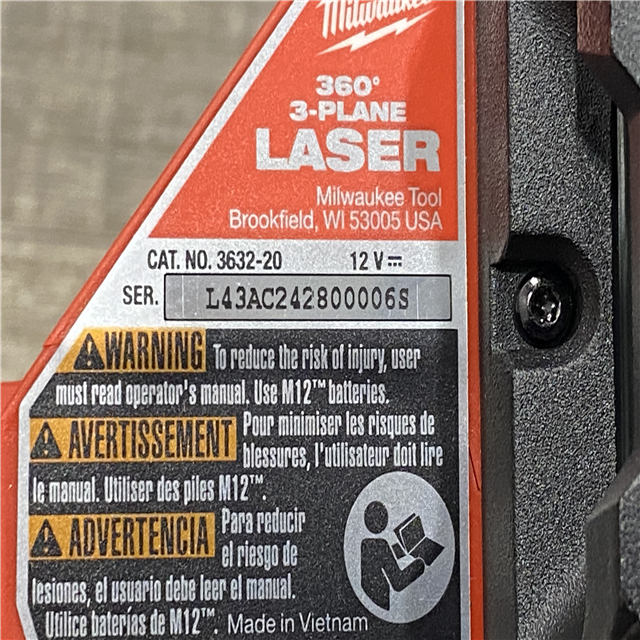 Milwaukee
360°
3-PLANE
LASER
Milwaukee Tool
Brookfield, WI 53005 USA
CAT. NO. 3632-20 12 V⎓
SER. L43AC242800006S
WARNING To reduce the risk of injury, user
must read operator's manual. Use M12™ batteries.
AVERTISSEMENT Pour minimiser les risques de
blessures, l'utilisateur doit lire
le manual. Utiliser des piles M12™.
ADVERTENCIA Para reducir
el riesgo de
lesiones, el usuario debe leer el manual.
Utilice baterías de M12™. Made in Vietnam